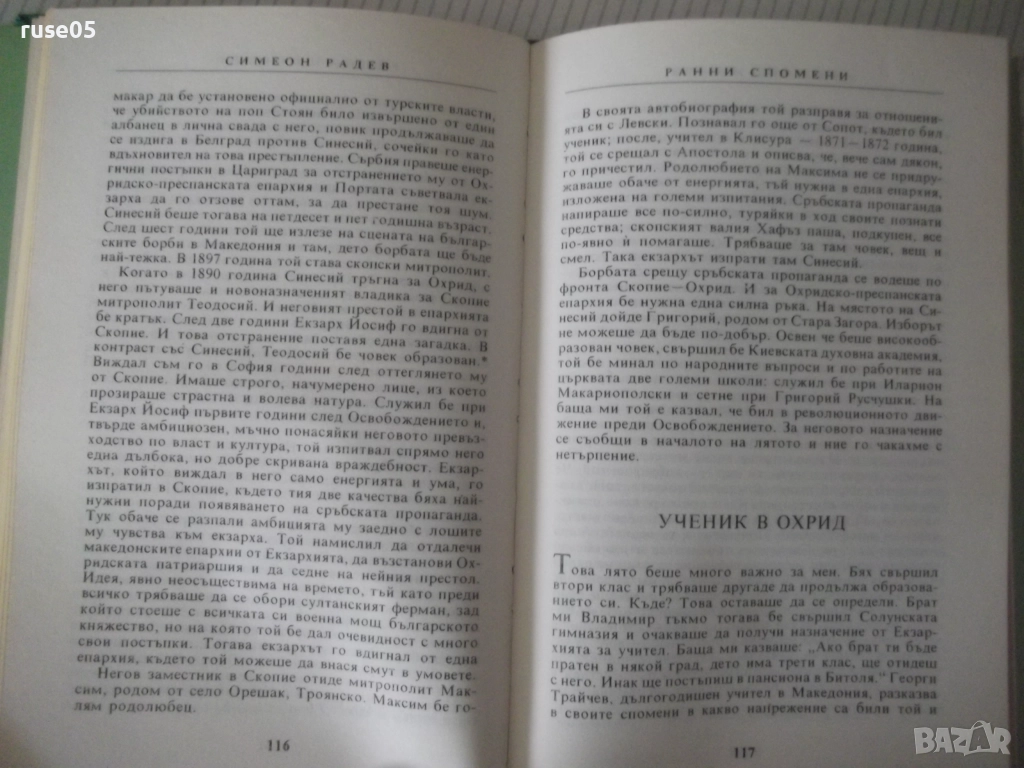 ruse05
СИМЕОН РАДЕВ
макар да бе установено официално от турските власти,
че убийството на поп Стоян било извършено от един
албанец в лична свада с него, повик продължаваше да
се издига в Белград против Синесий, сочейки го като
вдъхновител на това престъпление. Сърбия правеше енер-
гични постъпки в Цариград за отстранението му от Ох-
ридско-преспанската епархия и Портата съветвала ек-
зарха да го отзове оттам, за да престане тоя шум.
Синесий беше тогава на петдесет и пет годишна възраст.
След шест години той ще излезе на сцената на българ-
ските борби в Македония и там, дето борбата ще бъде
най-тежка. В 1897 година той става скопски митрополит.
Когато в 1890 година Синесий тръгна за Охрид, с
него пътуваше и новоназначеният владика за Скопие
митрополит Теодосий. И неговият престой в епархията
бе кратък. След две години Екзарх Йосиф го вдигна от
Скопие. И това отстранение поставя една загадка. В
контраст със Синесий, Теодосий бе човек образован.*
Виждал съм го в София години след оттеглянето му
от Скопие. Имаше строго, начумерено лице, из което
прозираше страстна и волева натура. Служил бе при
Екзарх Йосиф първите години след Освобождението и,
твърде амбициозен, мъчно понасяйки неговото превъз-
ходство по власт и култура, той изпитвал спрямо него
една дълбока, но добре скривана враждебност. Екзар-
хът, който виждал в него само енергията и ума, го
изпратил в Скопие, където тия две качества бяха най-
нужни поради появяването на сръбската пропаганда.
Тук обаче се разпали амбицията му заедно с лошите
му чувства към екзарха. Той намислил да отдалечи
македонските епархии от Екзархията, да възстанови Ох-
ридската патриаршия и да седне на нейния престол.
Идея, явно неосъществима на времето, тъй като преди
всичко трябваше да се обори султанският ферман, зад
който стоеше с всичката си военна мощ българското
княжество, но на която той бе дал очевидност с много
свои постъпки. Тогава екзархът го вдигнал от една
епархия, където той можеше да внася смут в умовете.
Негов заместник в Скопие отиде митрополит Мак-
сим, родом от село Орешак, Троянско. Максим бе го-
лям родолюбец.
116
РАННИ СПОМЕНИ
В своята автобиография той разправя за отношени-
ята си с Левски. Познавал го още от Сопот, където бил
ученик; после, учител в Клисура — 1871—1872 година,
той се срещал с Апостола и описва, че, вече сам дякон,
го причестил. Родолюбието на Максима не се придру-
жаваше обаче от енергията, тъй нужна в една епархия,
изложена на големи изпитания. Сръбската пропаганда
напираше все по-силно, туряйки в ход своите познати
средства; скопският валия Хафъз паша, подкупен, все
по-явно ѝ помагаше. Трябваше за там човек, вещ и
смел. Така екзархът изпрати там Синесий.
Борбата срещу сръбската пропаганда се водеше по
фронта Скопие—Охрид. И за Охридско-преспанската
епархия бе нужна една силна ръка. На мястото на Си-
несий дойде Григорий, родом от Стара Загора. Изборът
не можеше да бъде по-добър. Освен че беше високооб-
разован човек, свършил бе Киевската духовна академия,
той бе минал по народните въпроси и по работите на
църквата две големи школи: служил бе при Иларион
Макариополски и сетне при Григорий Русчушки. На
баща ми той е казвал, че бил в революционното дви-
жение преди Освобождението. За неговото назначение
се съобщи в началото на лятото и ние го чакахме с
нетърпение.
УЧЕНИК В ОХРИД
Това лято беше много важно за мен. Бях свършил
втори клас и трябваше другаде да продължа образова-
нието си. Къде? Това оставаше да се определи. Брат
ми Владимир гъкмо тогава бе свършил Солунската
гимназия и очакваше да получи назначение от Екзар-
хията за учител. Баща ми казваше: „Ако брат ти бъде
пратен в някой град, дето има трети клас, ще отидеш
с него. Инак ще постъпиш в пансиона в Битоля." Георги
Трайчев, дългогодишен учител в Македония, разказва
в своите спомени в какво напрежение са били той и
117
BAZAR